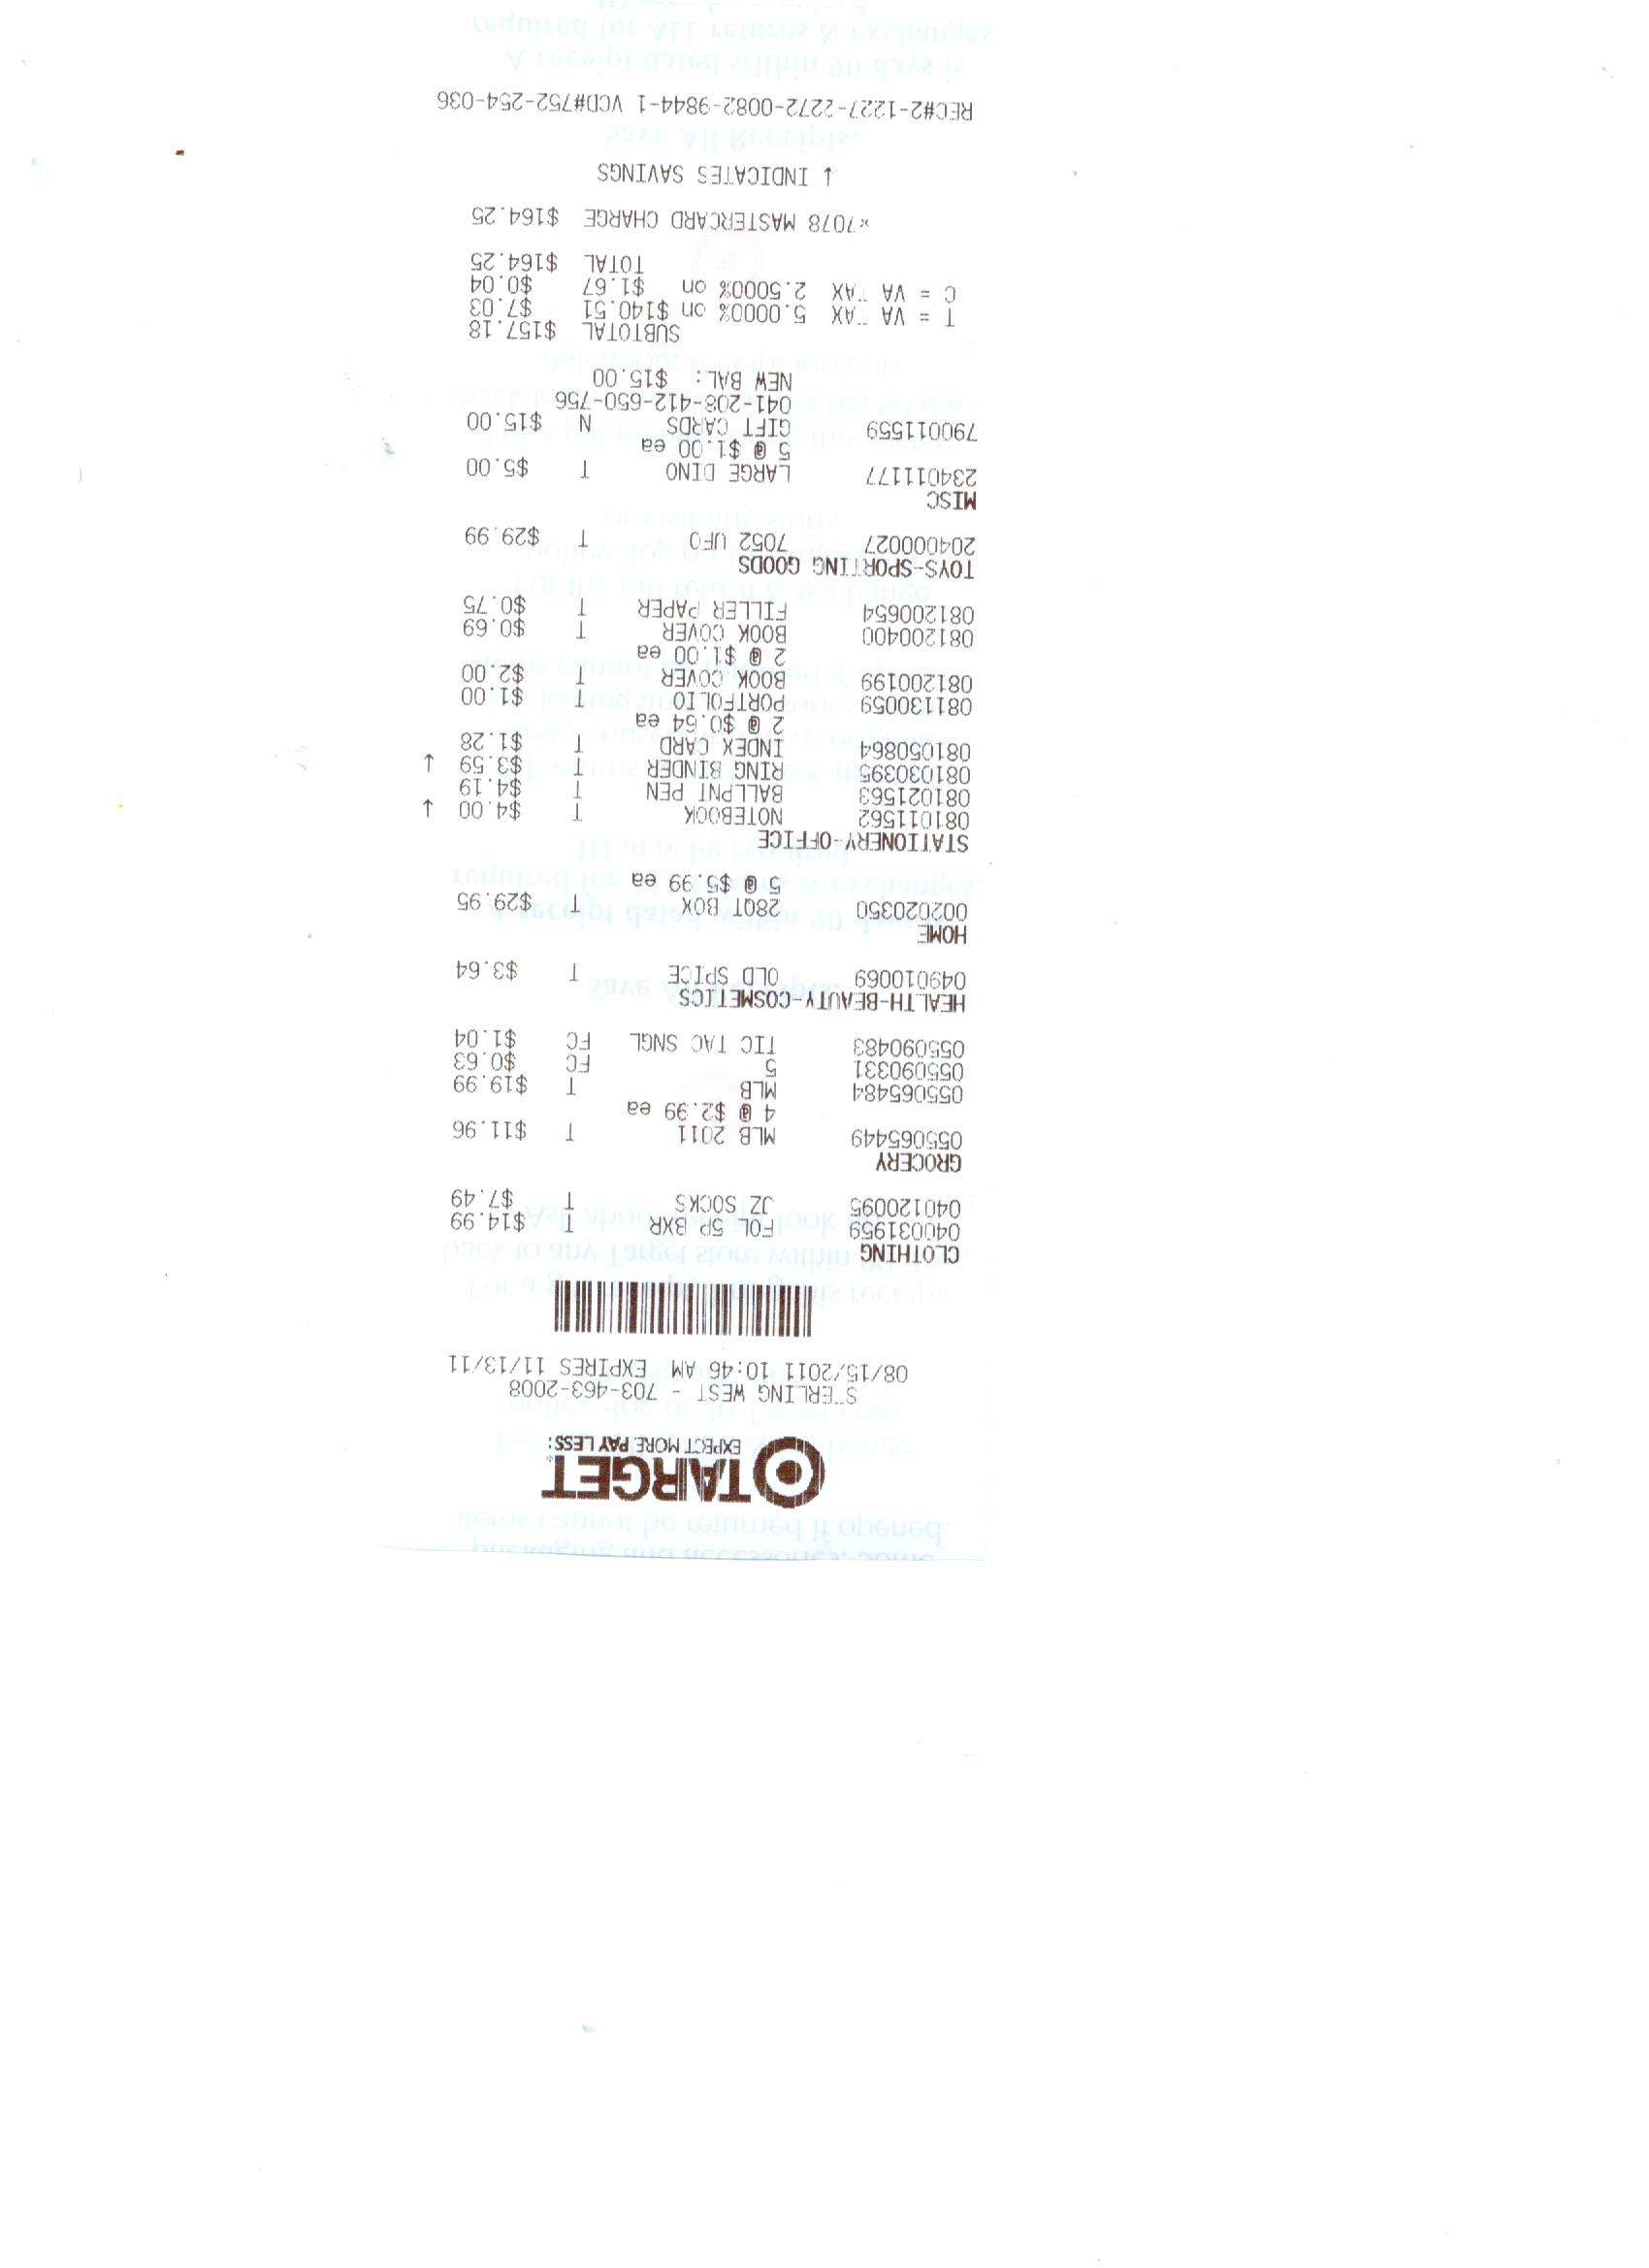 TARGET
EXPECT MORE PAY LESS.
STERLING WEST - 703-463-2008
08/15/2011 10:46 AM EXPIRES 11/13/11
CLOTHING
040031959 FOL 5P BXR T $14.99
040120095 JZ SOCKS T $7.49
GROCERY
055065449 MLB 2011 T $11.96
4 @ $2.99 ea
055065484 MLB T $19.99
055090331 5 FC $0.63
055090483 TIC TAC SNGL FC $1.04
HEALTH-BEAUTY-COSMETICS
049010069 OLD SPICE T $3.64
HOME
002020350 28QT BOX T $29.95
5 @ $5.99 ea
STATIONERY-OFFICE
081011562 NOTEBOOK T $4.00 ↓
081021563 BALLPNT PEN T $4.19
081030395 RING BINDER T $3.59 ↓
081050864 INDEX CARD T $1.28
2 @ $0.64 ea
081130059 PORTFOLIO T $1.00
081200199 BOOK COVER T $2.00
2 @ $1.00 ea
081200400 BOOK COVER T $0.69
081200654 FILLER PAPER T $0.75
TOYS-SPORTING GOODS
204000027 7052 UFO T $29.99
MISC
234011177 LARGE DINO T $5.00
5 @ $1.00 ea
790011559 GIFT CARDS N $15.00
041-208-412-650-756
NEW BAL: $15.00
SUBTOTAL $157.18
T = VA TAX 5.0000% on $140.51 $7.03
C = VA TAX 2.5000% on $1.67 $0.04
TOTAL $164.25
*7078 MASTERCARD CHARGE $164.25
↓ INDICATES SAVINGS
REC#2-1227-2272-0082-9844-1 VCD#752-254-036